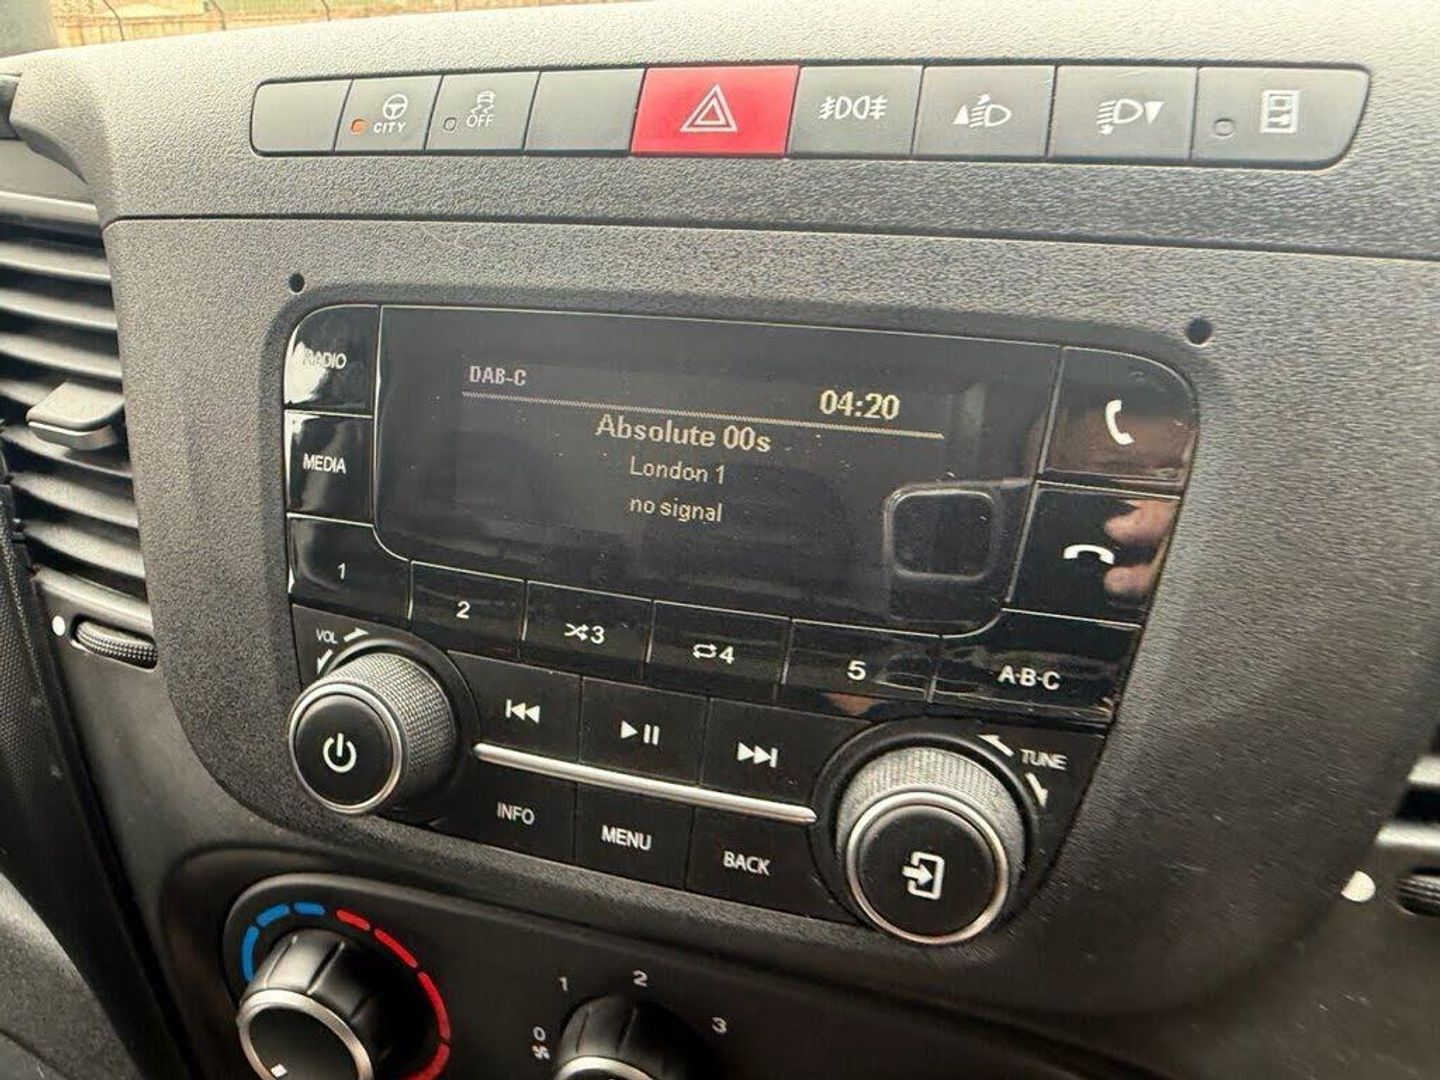 CITY
OFF
RADIO
DAB-C
04:20
Absolute 00s
MEDIA
London 1
no signal
1
2
3
4
5
A-B-C
VOL
TUNE
INFO
MENU
BACK
1
2
3
0